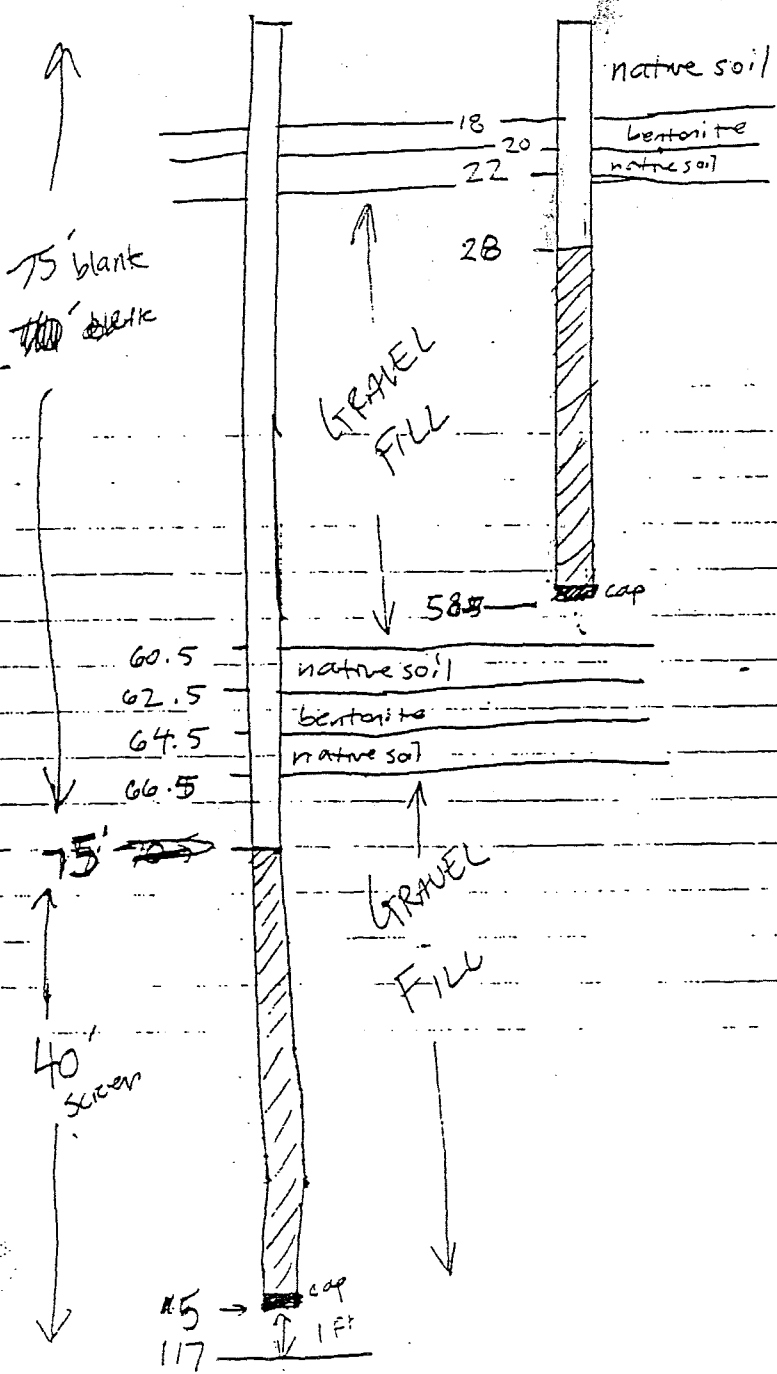 native soil
18
bentonite
20
native soil
22
28
75' blank
GRAVEL
FILL
cap
58
60.5
native soil
62.5
bentonite
64.5
native soil
66.5
75'
GRAVEL
FILL
40'
screen
cap
115
1 Ft
117